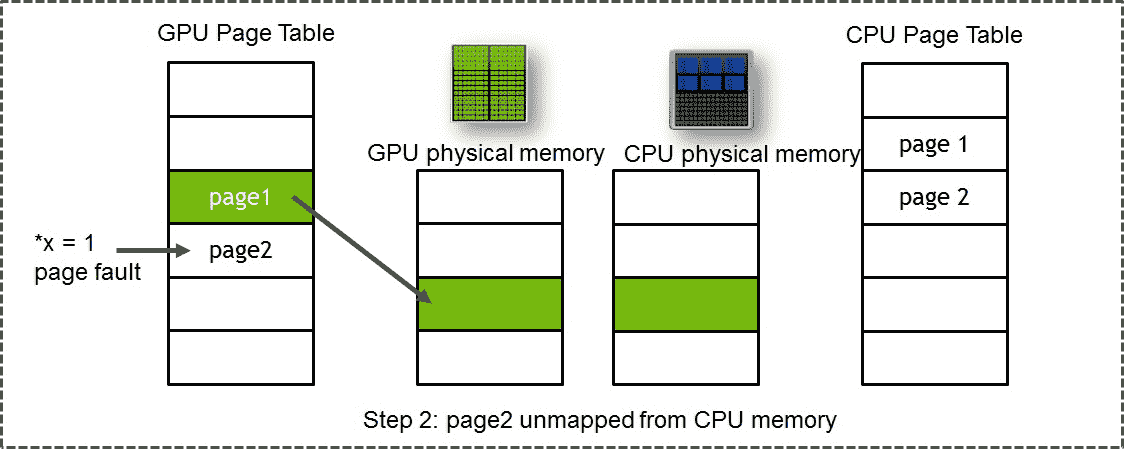 GPU Page Table
CPU Page Table
GPU physical memory
CPU physical memory
page 1
page1
page 2
*x = 1
page fault
page2
Step 2: page2 unmapped from CPU memory